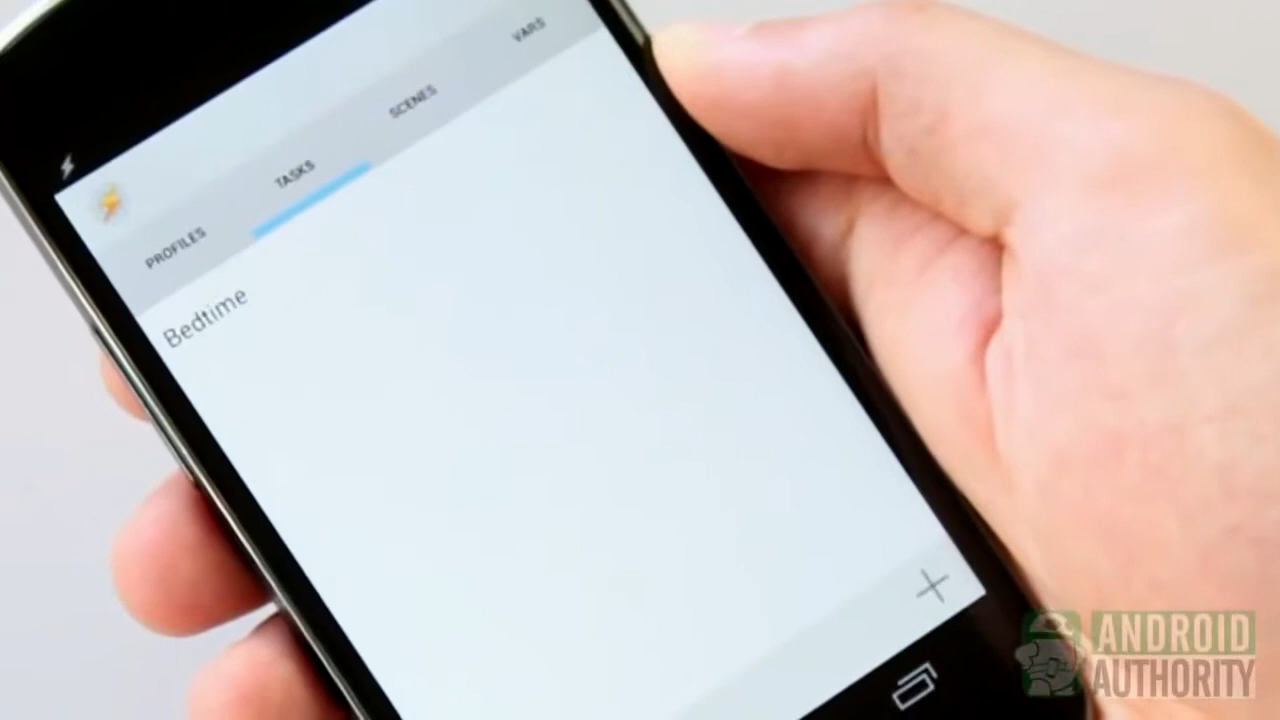 PROFILES
TASKS
SCENES
VARS
Bedtime
ANDROID
AUTHORITY